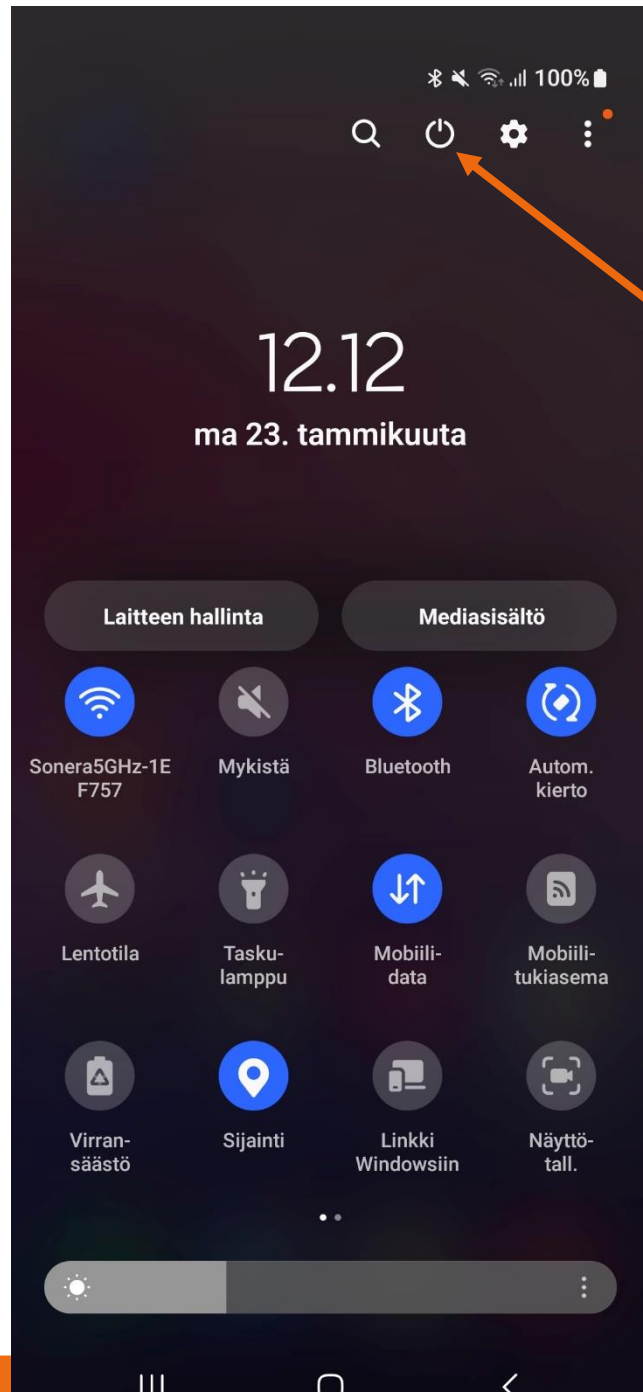 100%
12.12
ma 23. tammikuuta
Laitteen hallinta
Mediasisältö
Sonera5GHz-1E
F757
Mykistä
Bluetooth
Autom.
kierto
Lentotila
Tasku-
lamppu
Mobiili-
data
Mobiili-
tukiasema
Virran-
säästö
Sijainti
Linkki
Windowsiin
Näyttö-
tall.